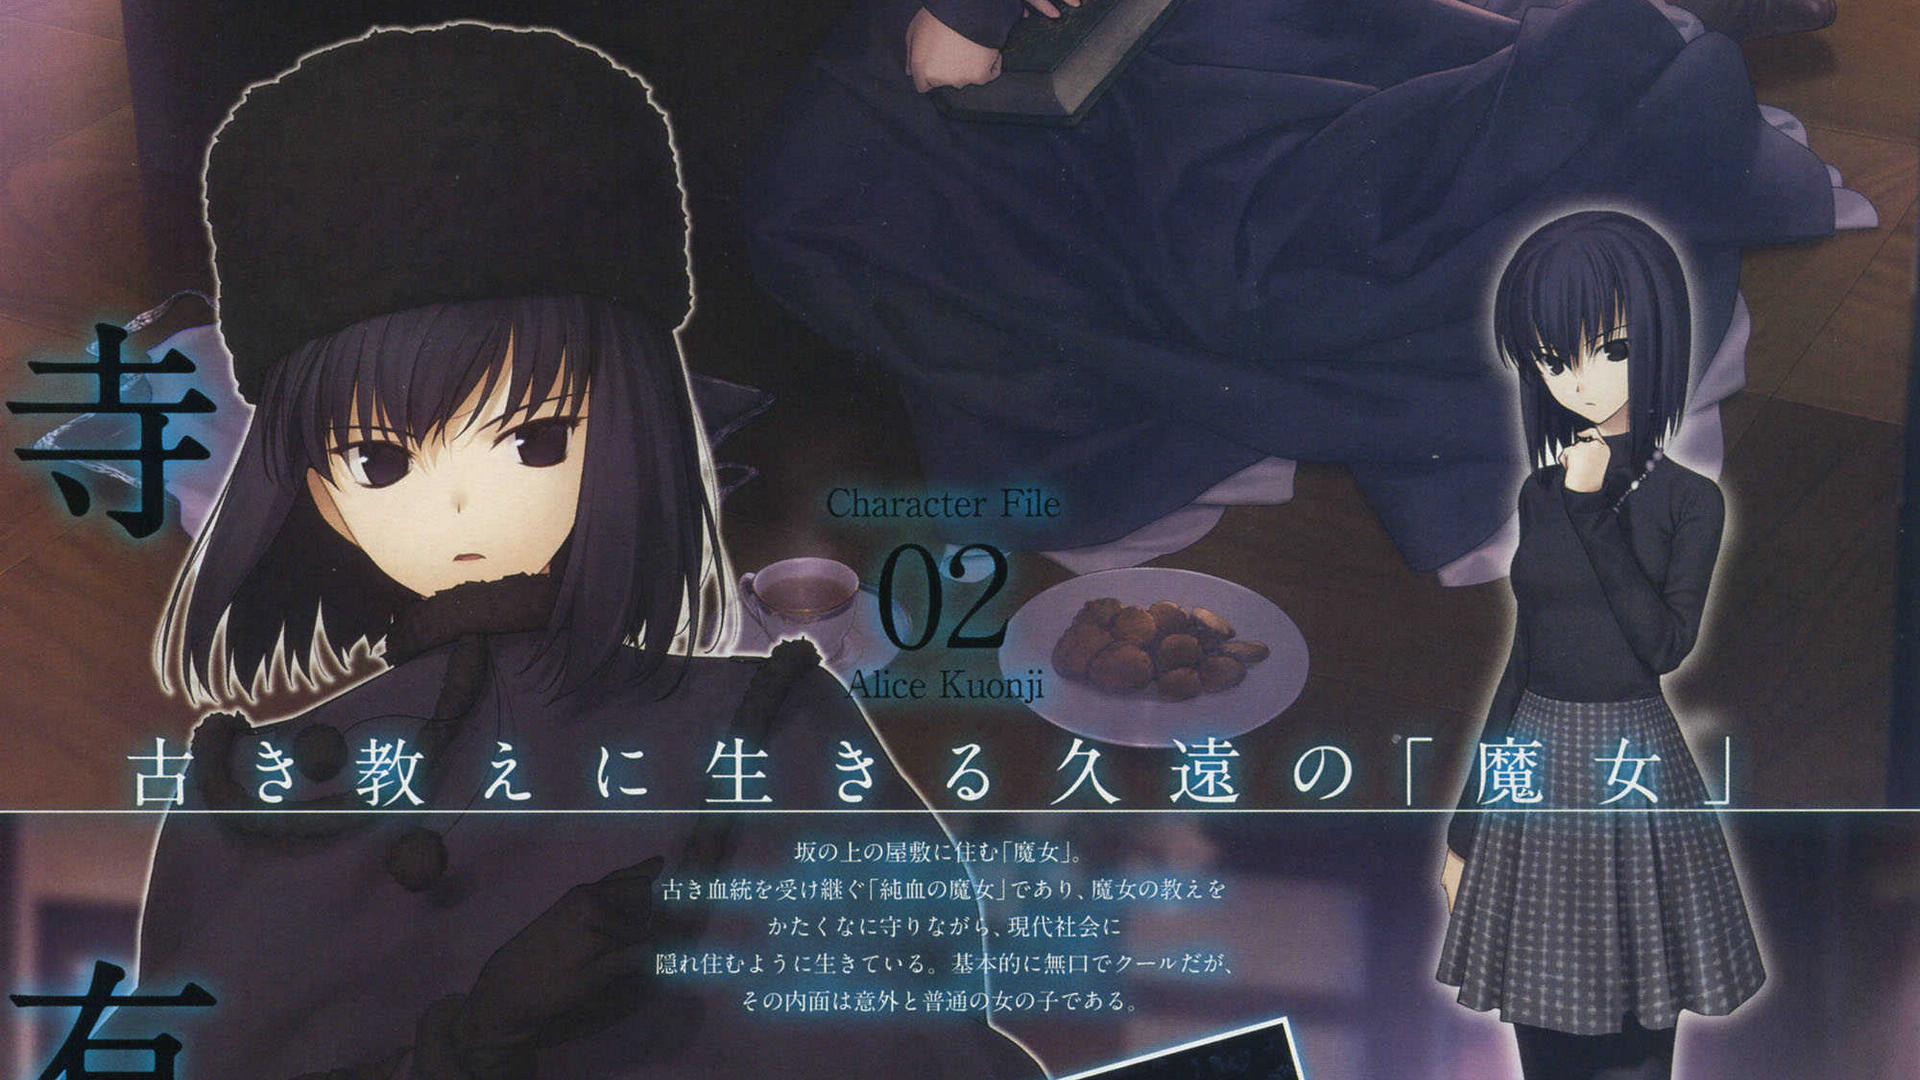 寺
有
Character File
02
Alice Kuonji
古き教えに生きる久遠の「魔女」
坂の上の屋敷に住む「魔女」。
古き血統を受け継ぐ「純血の魔女」であり、魔女の教えを
かたくなに守りながら、現代社会に
隠れ住むように生きている。基本的に無口でクールだが、
その内面は意外と普通の女の子である。